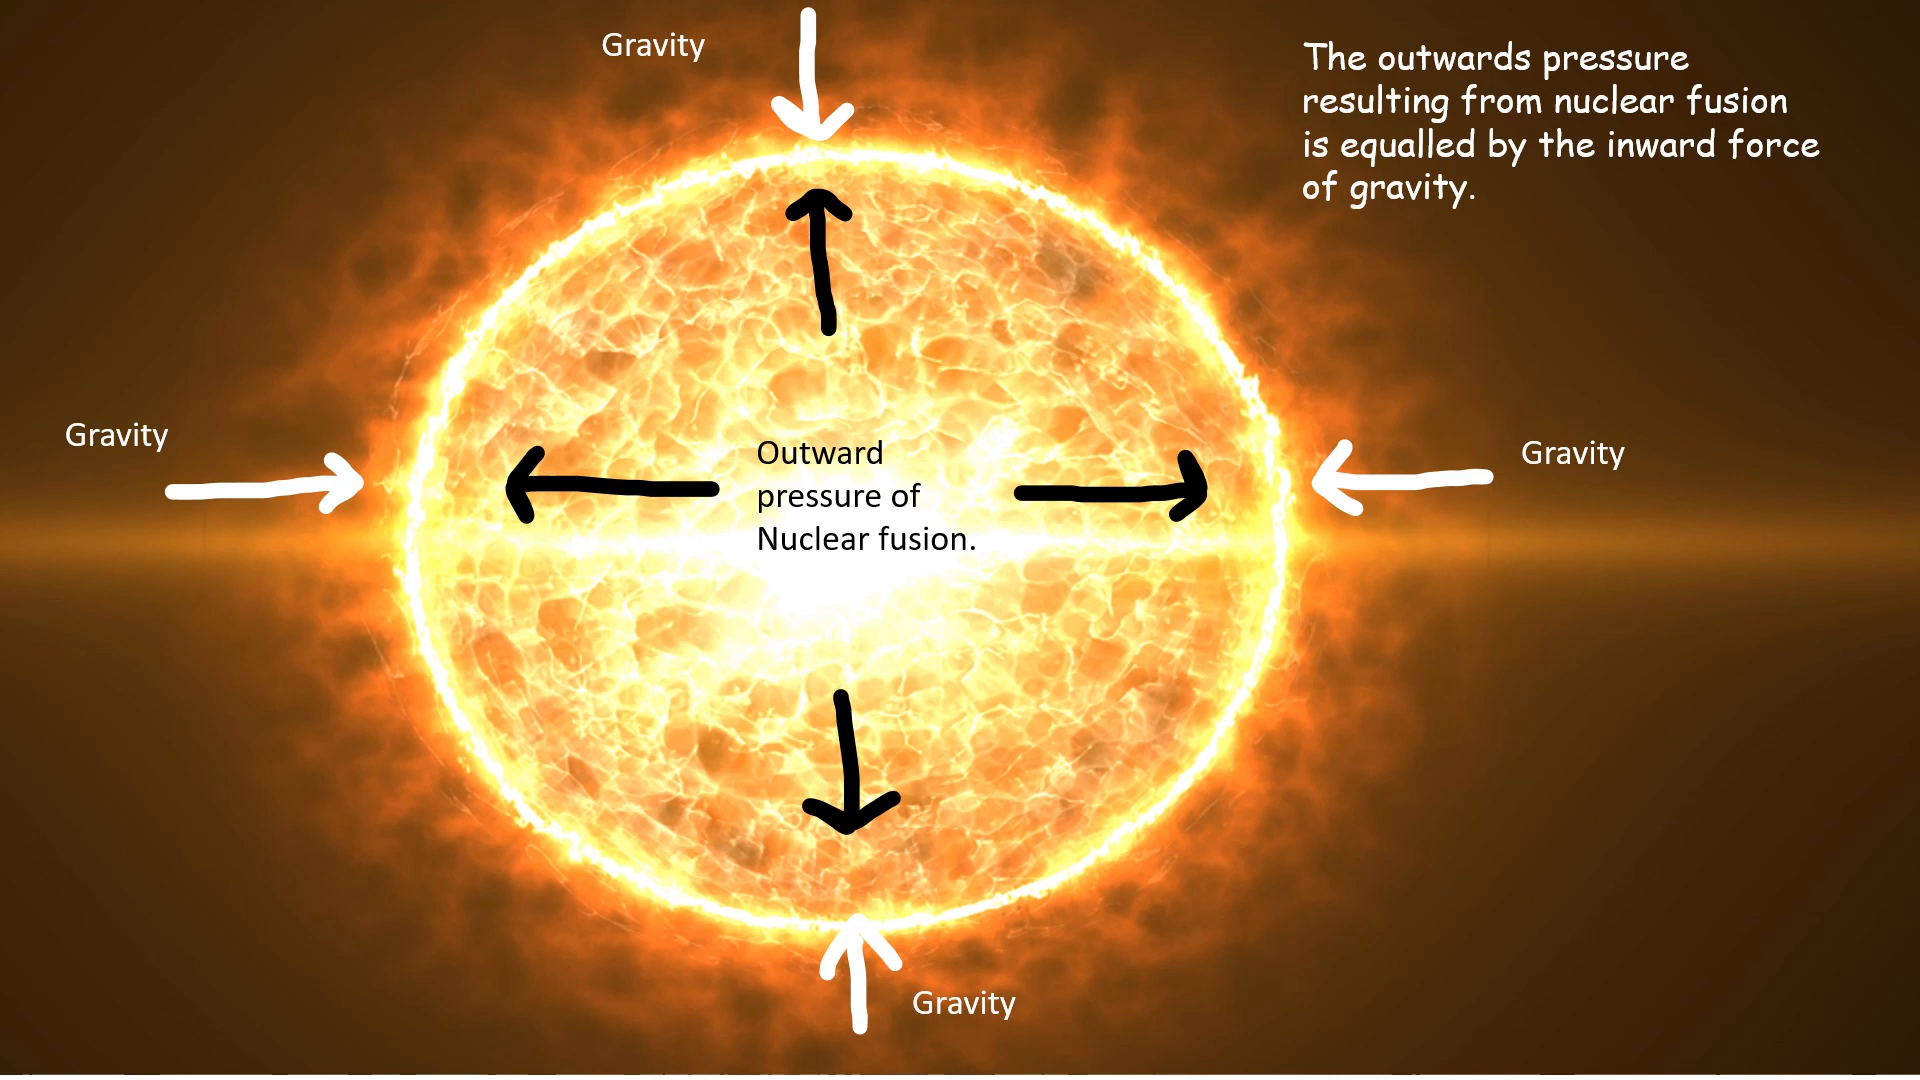 Gravity
The outwards pressure
resulting from nuclear fusion
is equalled by the inward force
of gravity.
Gravity
Outward
pressure of
Nuclear fusion.
Gravity
Gravity